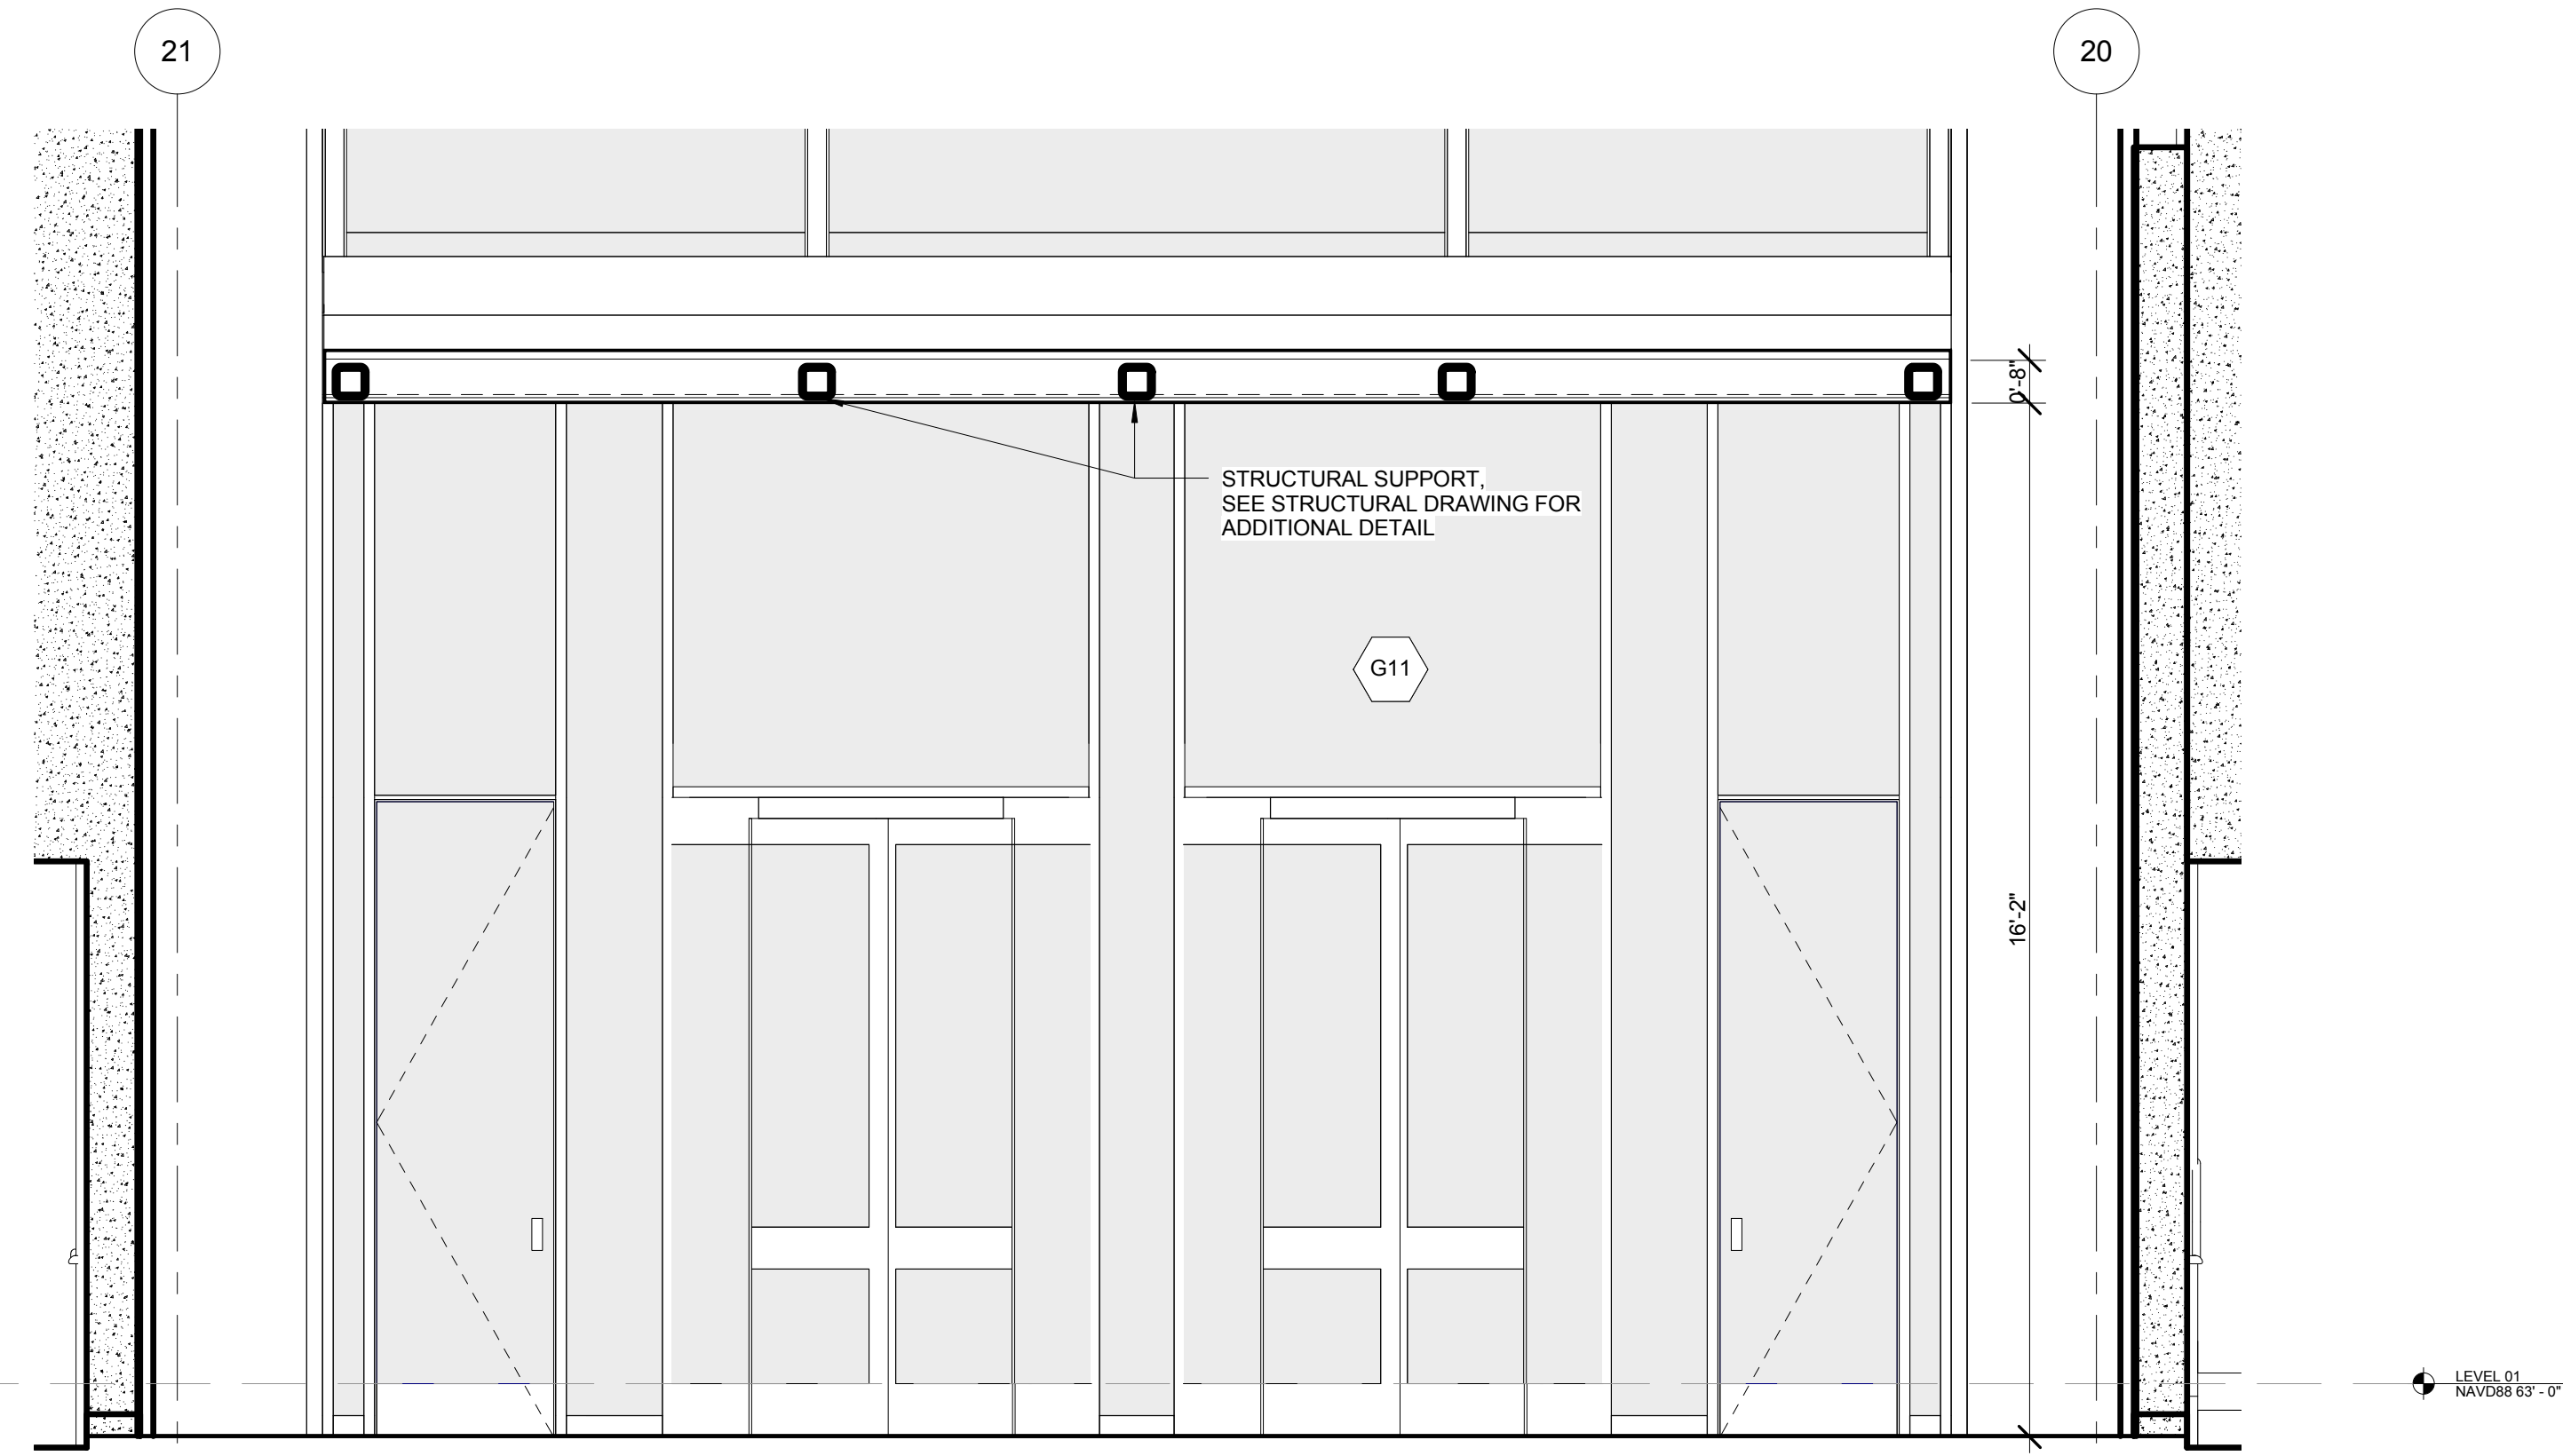 21
20
0'-8"
STRUCTURAL SUPPORT,
SEE STRUCTURAL DRAWING FOR
ADDITIONAL DETAIL
G11
16'-2"
LEVEL 01
NAVD88 63' - 0"